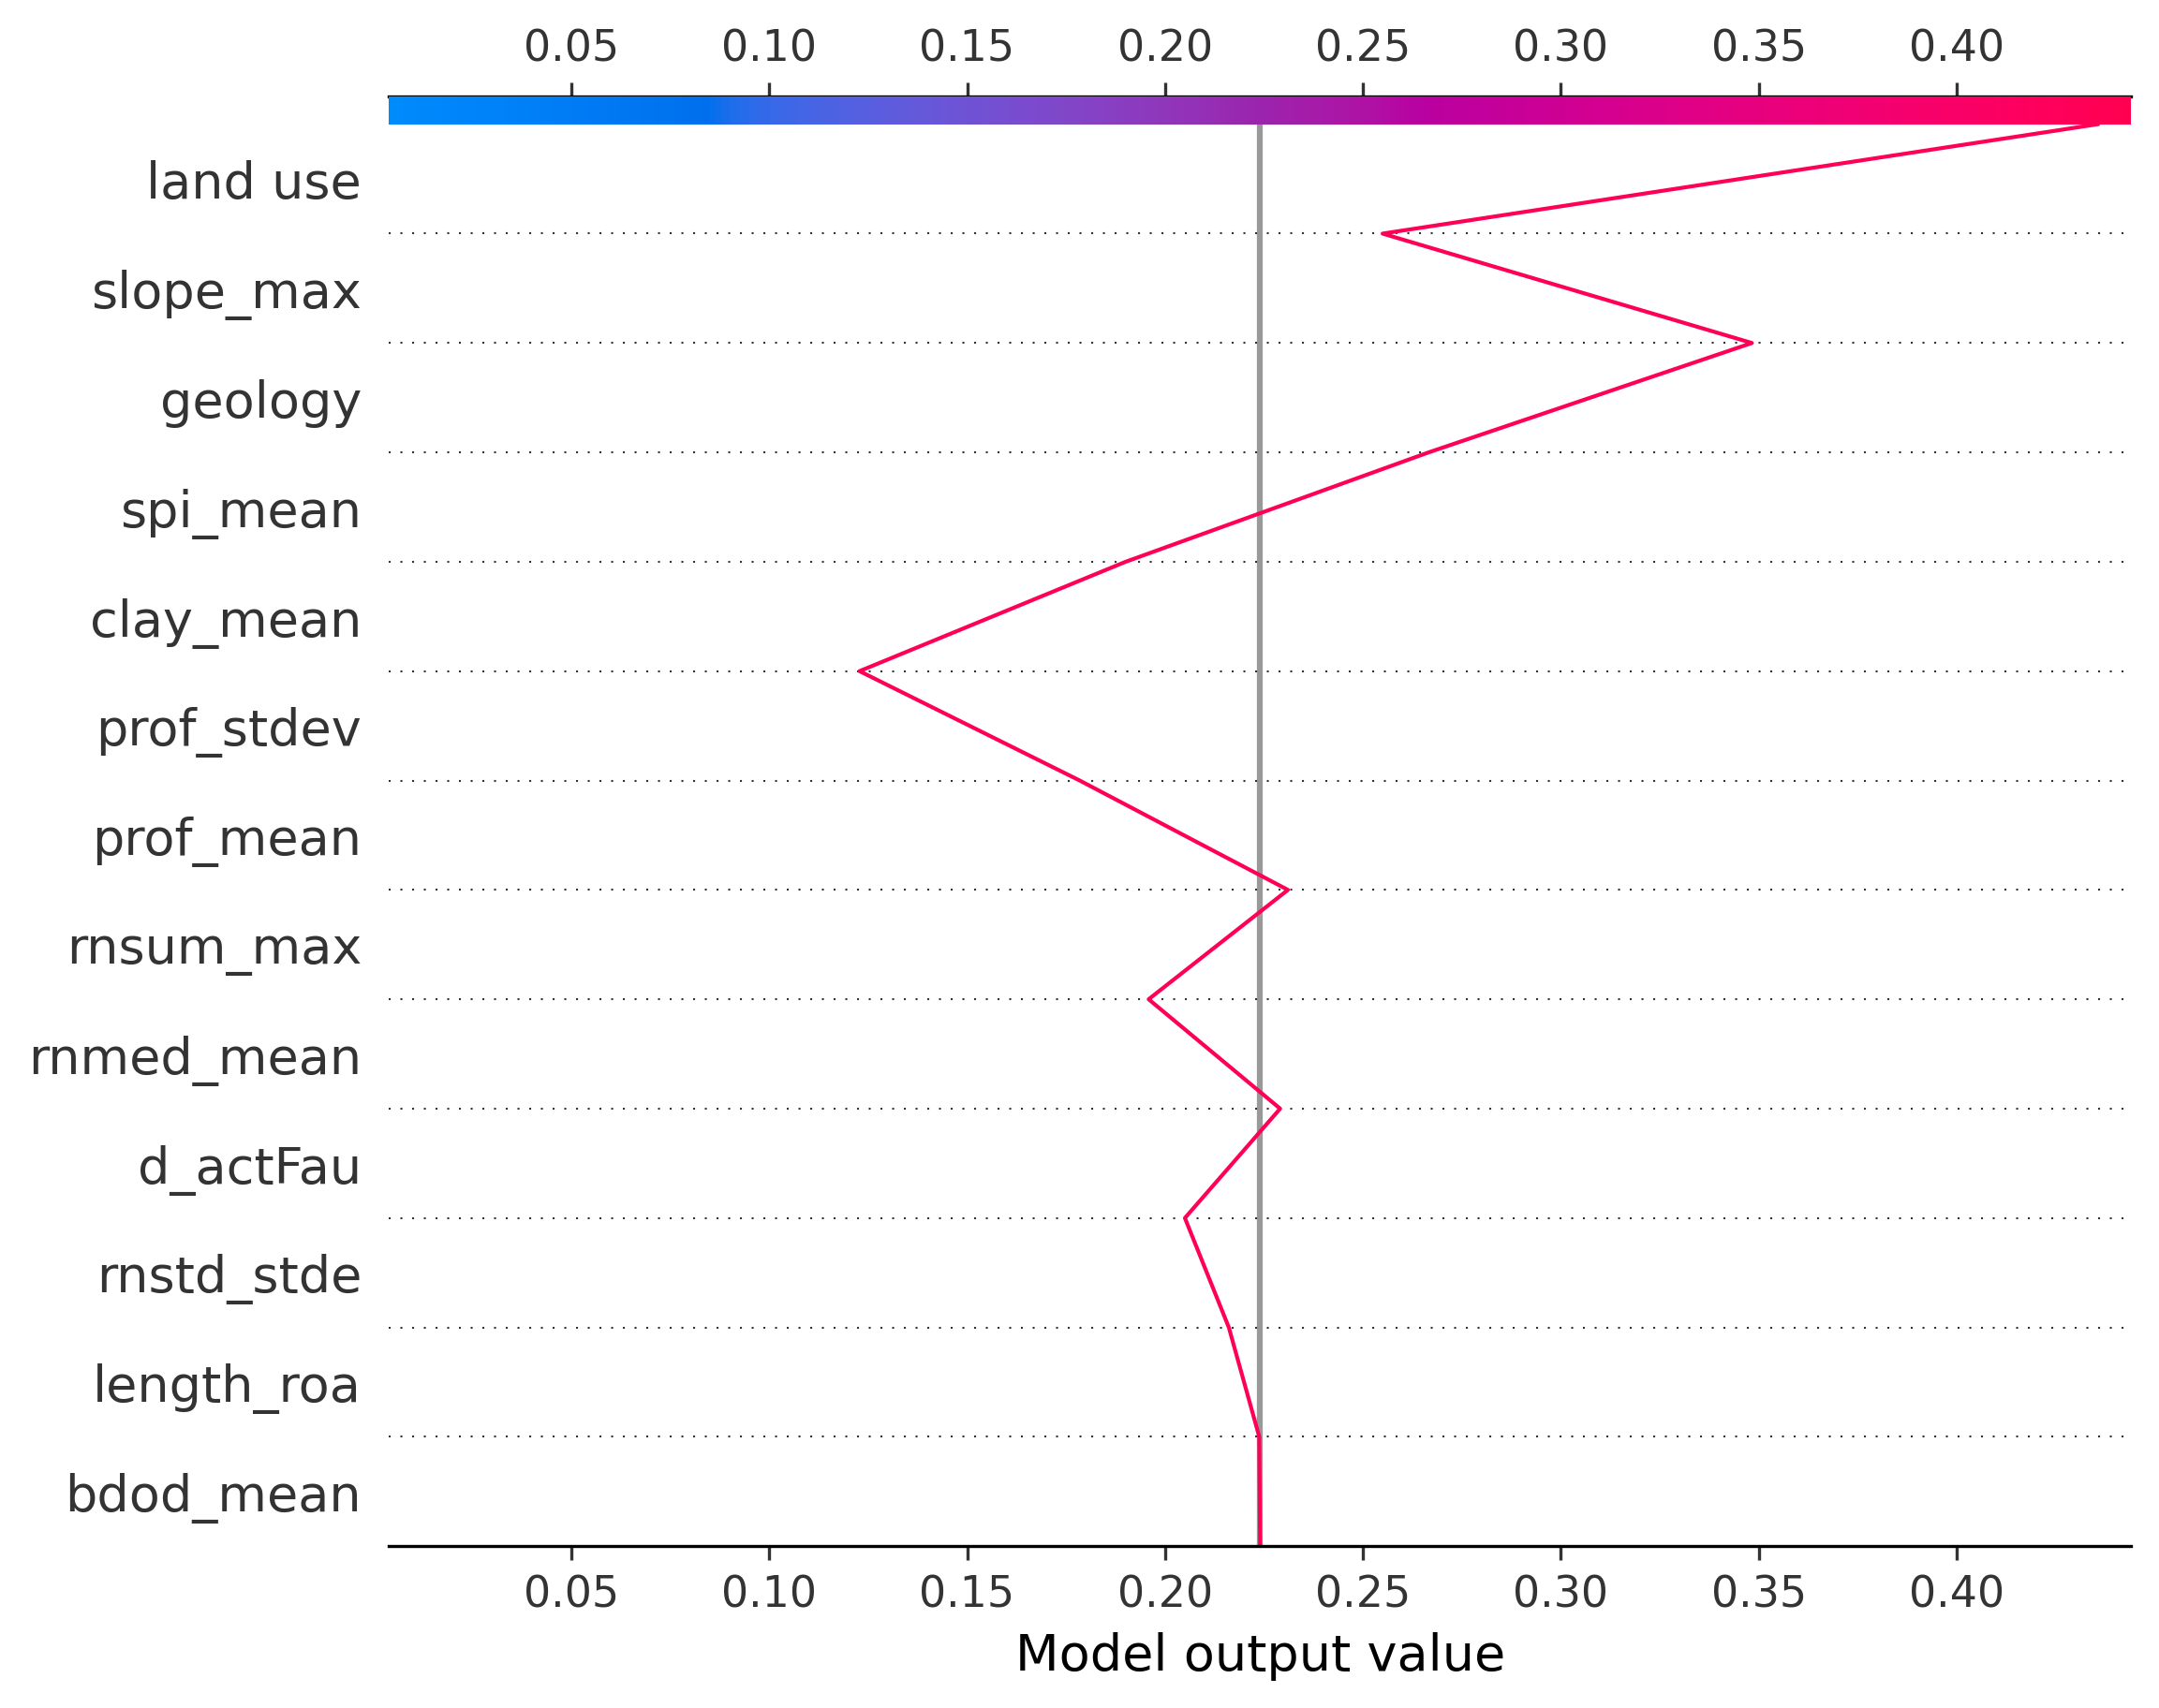 0.05 0.10 0.15 0.20 0.25 0.30 0.35 0.40
land use
slope_max
geology
spi_mean
clay_mean
prof_stdev
prof_mean
rnsum_max
rnmed_mean
d_actFau
rnstd_stde
length_roa
bdod_mean
0.05 0.10 0.15 0.20 0.25 0.30 0.35 0.40
Model output value